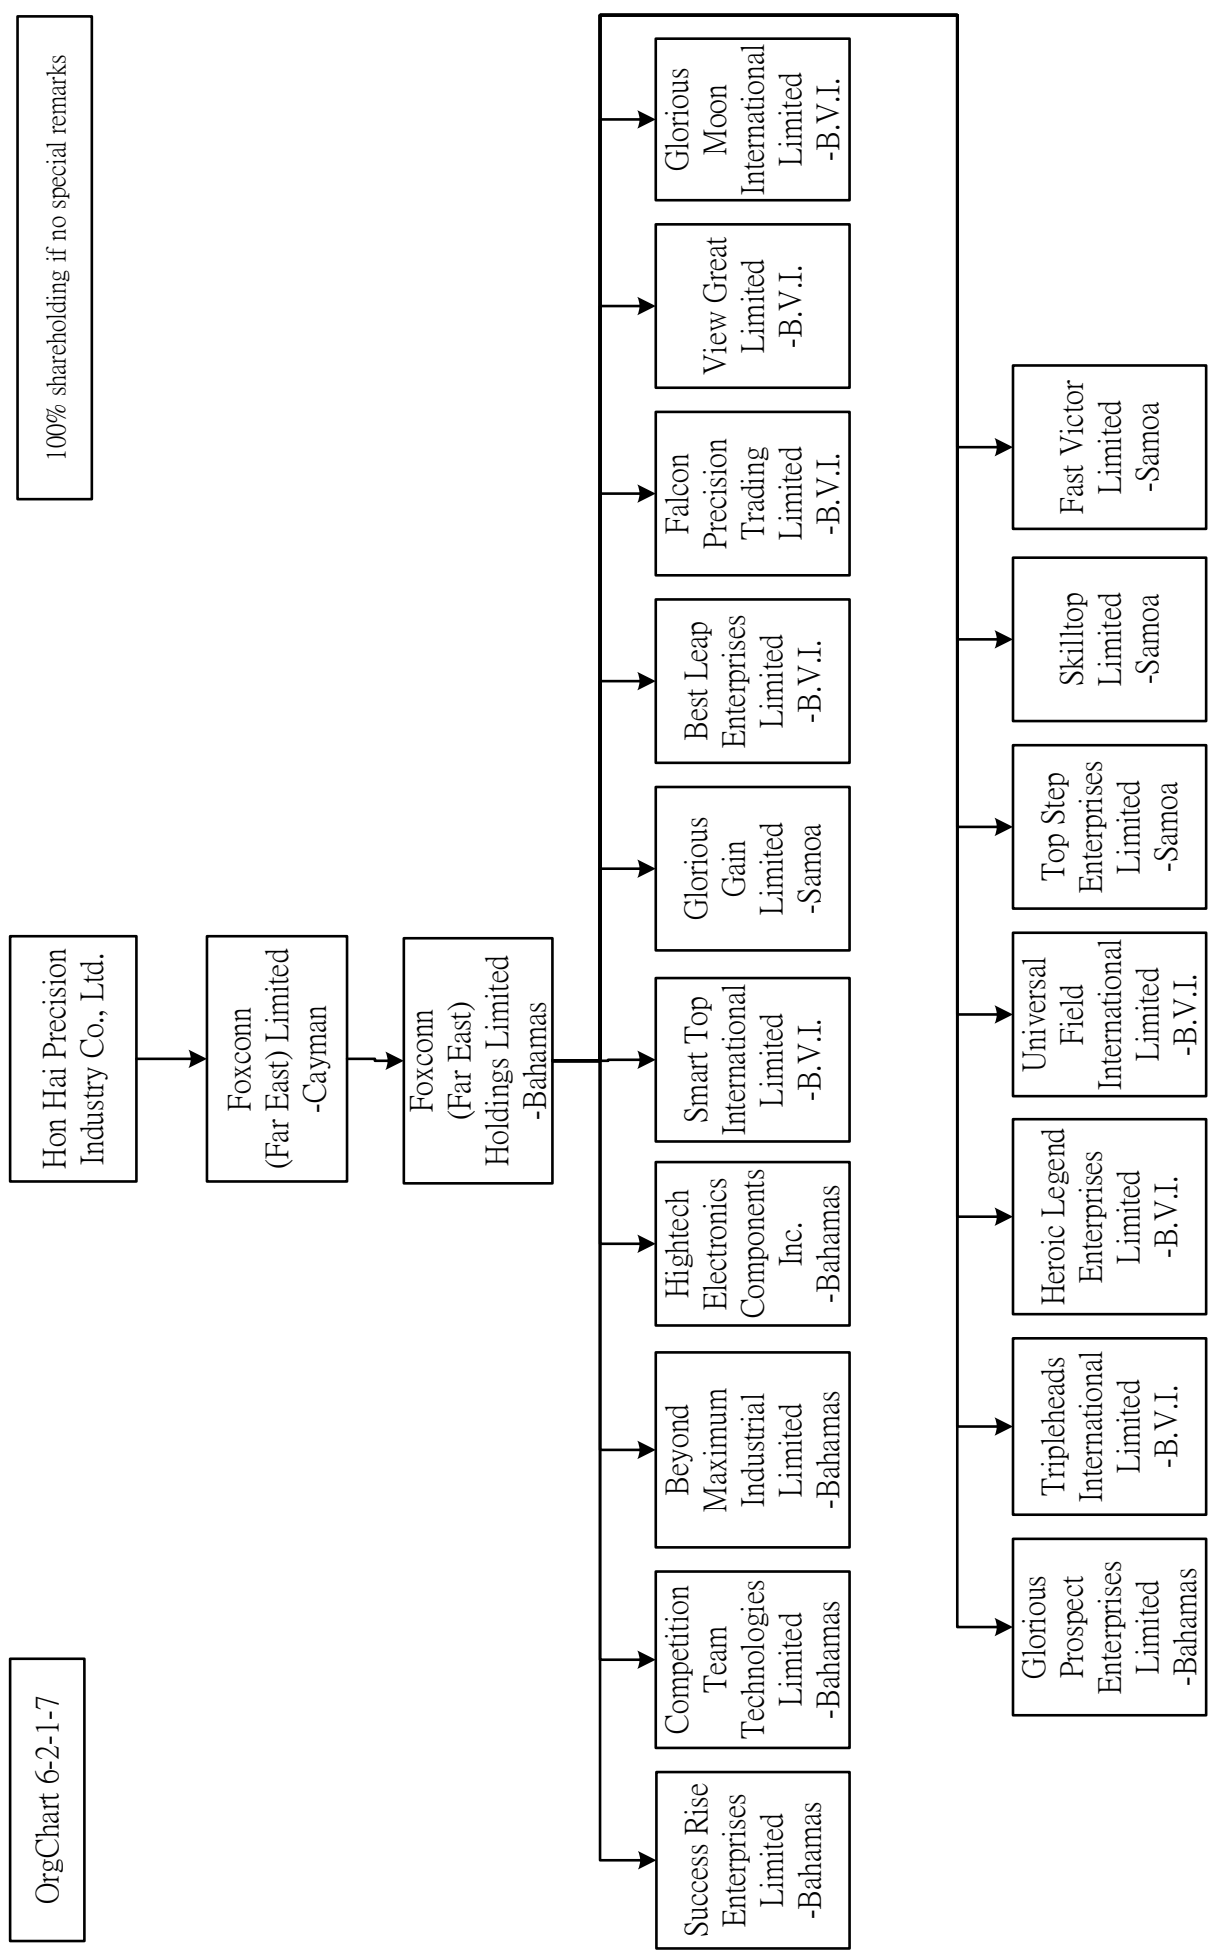 OrgChart 6-2-1-7
100% shareholding if no special remarks
Hon Hai Precision
Industry Co., Ltd.
Foxconn
(Far East) Limited
-Cayman
Foxconn
(Far East)
Holdings Limited
-Bahamas
Success Rise
Enterprises
Limited
-Bahamas
Competition
Team
Technologies
Limited
-Bahamas
Beyond
Maximum
Industrial
Limited
-Bahamas
Hightech
Electronics
Components
Inc.
-Bahamas
Smart Top
International
Limited
-B.V.I.
Glorious
Gain
Limited
-Samoa
Best Leap
Enterprises
Limited
-B.V.I.
Falcon
Precision
Trading
Limited
-B.V.I.
View Great
Limited
-B.V.I.
Glorious
Moon
International
Limited
-B.V.I.
Glorious
Prospect
Enterprises
Limited
-Bahamas
Tripleheads
International
Limited
-B.V.I.
Heroic Legend
Enterprises
Limited
-B.V.I.
Universal
Field
International
Limited
-B.V.I.
Top Step
Enterprises
Limited
-Samoa
Skilltop
Limited
-Samoa
Fast Victor
Limited
-Samoa